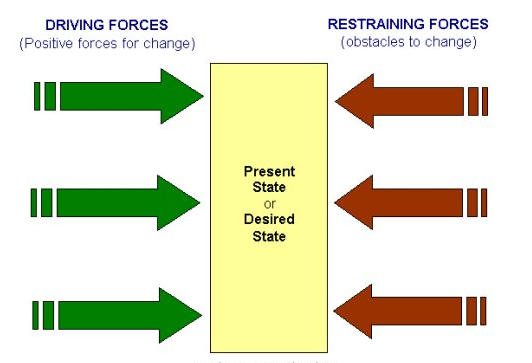 DRIVING FORCES
(Positive forces for change)
RESTRAINING FORCES
(obstacles to change)
Present
State
or
Desired
State